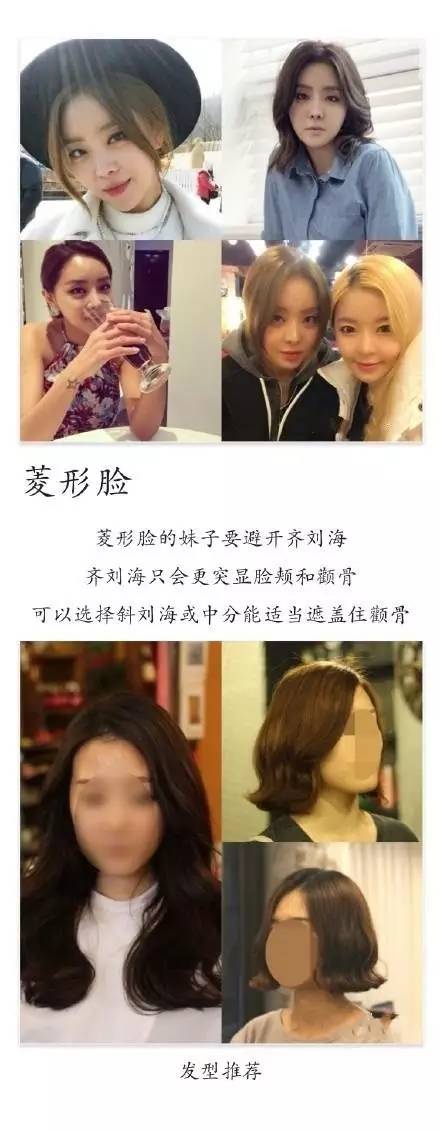 菱形脸
菱形脸的妹子要避开齐刘海
齐刘海只会更突显脸颊和颧骨
可以选择斜刘海或中分能适当遮盖住颧骨
发型推荐